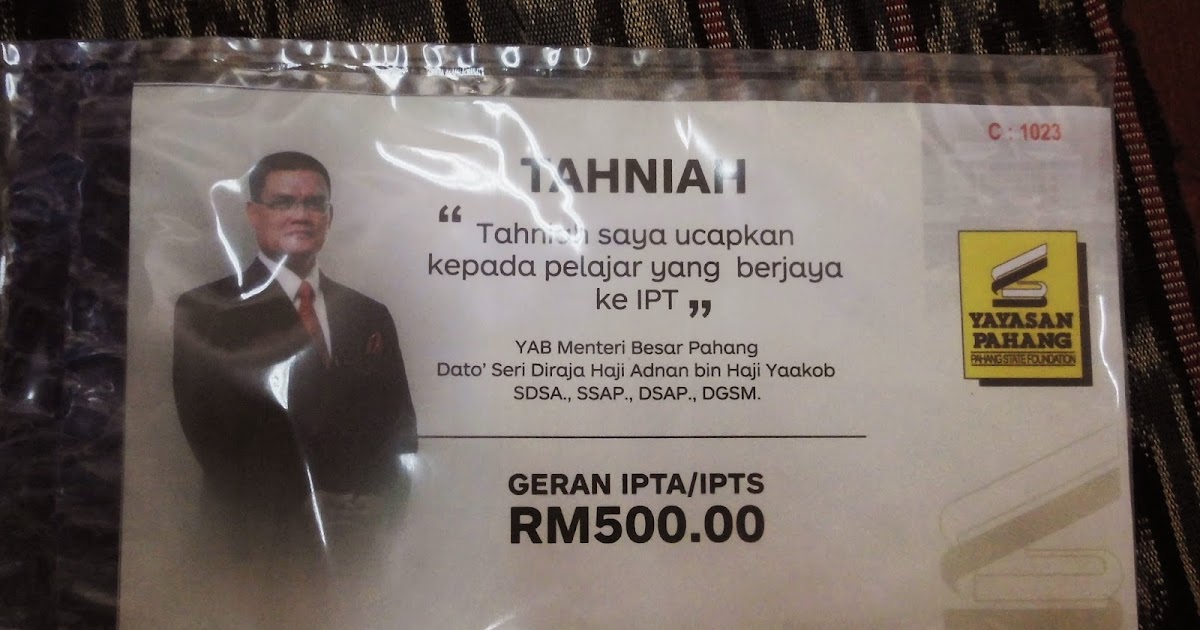 C : 1023
TAHNIAH
“ Tahniah saya ucapkan
kepada pelajar yang berjaya
ke IPT ”
YAB Menteri Besar Pahang
Dato’ Seri Diraja Haji Adnan bin Haji Yaakob
SDSA., SSAP., DSAP., DGSM.
YAYASAN
PAHANG
PAHANG STATE FOUNDATION
GERAN IPTA/IPTS
RM500.00